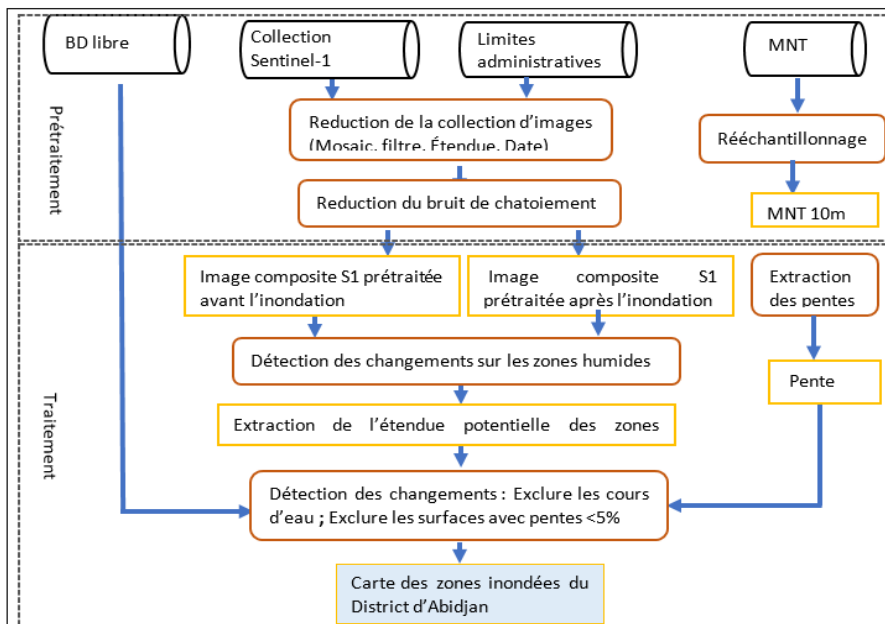 BD libre
Collection
Sentinel-1
Limites
administratives
MNT
Prétraitement
Reduction de la collection d’images
(Mosaic, filtre, Étendue, Date)
Rééchantillonnage
Reduction du bruit de chatoiement
MNT 10m
Traitement
Image composite S1 prétraitée
avant l’inondation
Image composite S1
prétraitée après l’inondation
Extraction
des pentes
Détection des changements sur les zones humides
Pente
Extraction de l’étendue potentielle des zones
Détection des changements : Exclure les cours
d’eau ; Exclure les surfaces avec pentes <5%
Carte des zones inondées du
District d’Abidjan